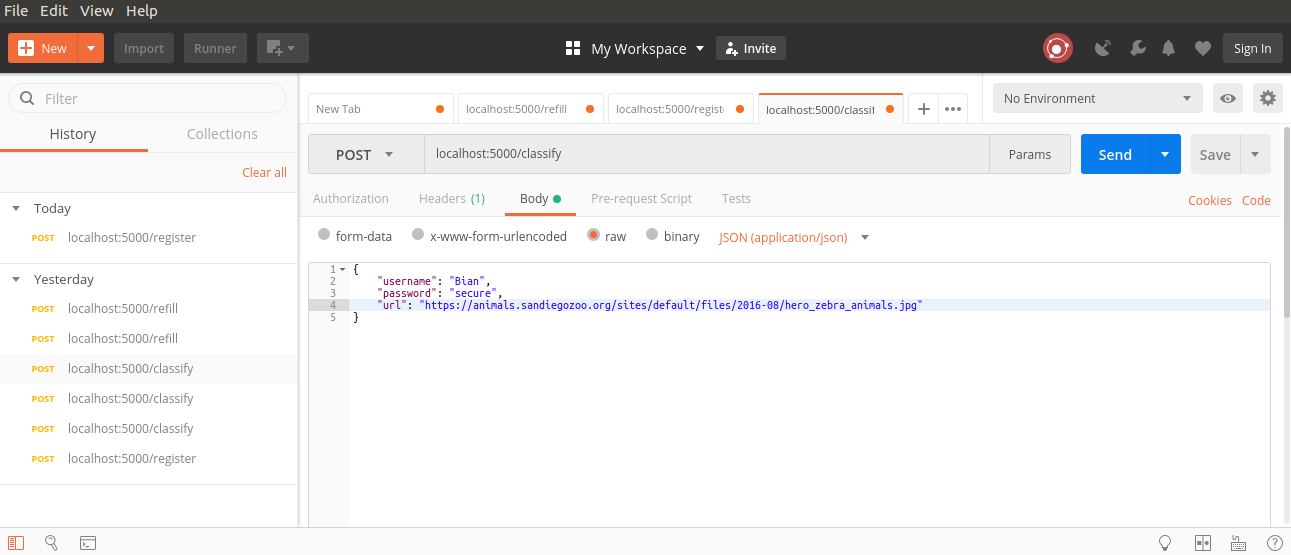 File Edit View Help
New Import Runner My Workspace Invite Sign In
Filter
History Collections
Clear all
Today
POST localhost:5000/register
Yesterday
POST localhost:5000/refill
POST localhost:5000/refill
POST localhost:5000/classify
POST localhost:5000/classify
POST localhost:5000/classify
POST localhost:5000/register
New Tab localhost:5000/refill localhost:5000/regist localhost:5000/classif No Environment
POST localhost:5000/classify Params Send Save
Authorization Headers (1) Body Pre-request Script Tests Cookies Code
form-data x-www-form-urlencoded raw binary JSON (application/json)
1 {
2 "username": "Bian",
3 "password": "secure",
4 "url": "https://animals.sandiegozoo.org/sites/default/files/2016-08/hero_zebra_animals.jpg"
5 }